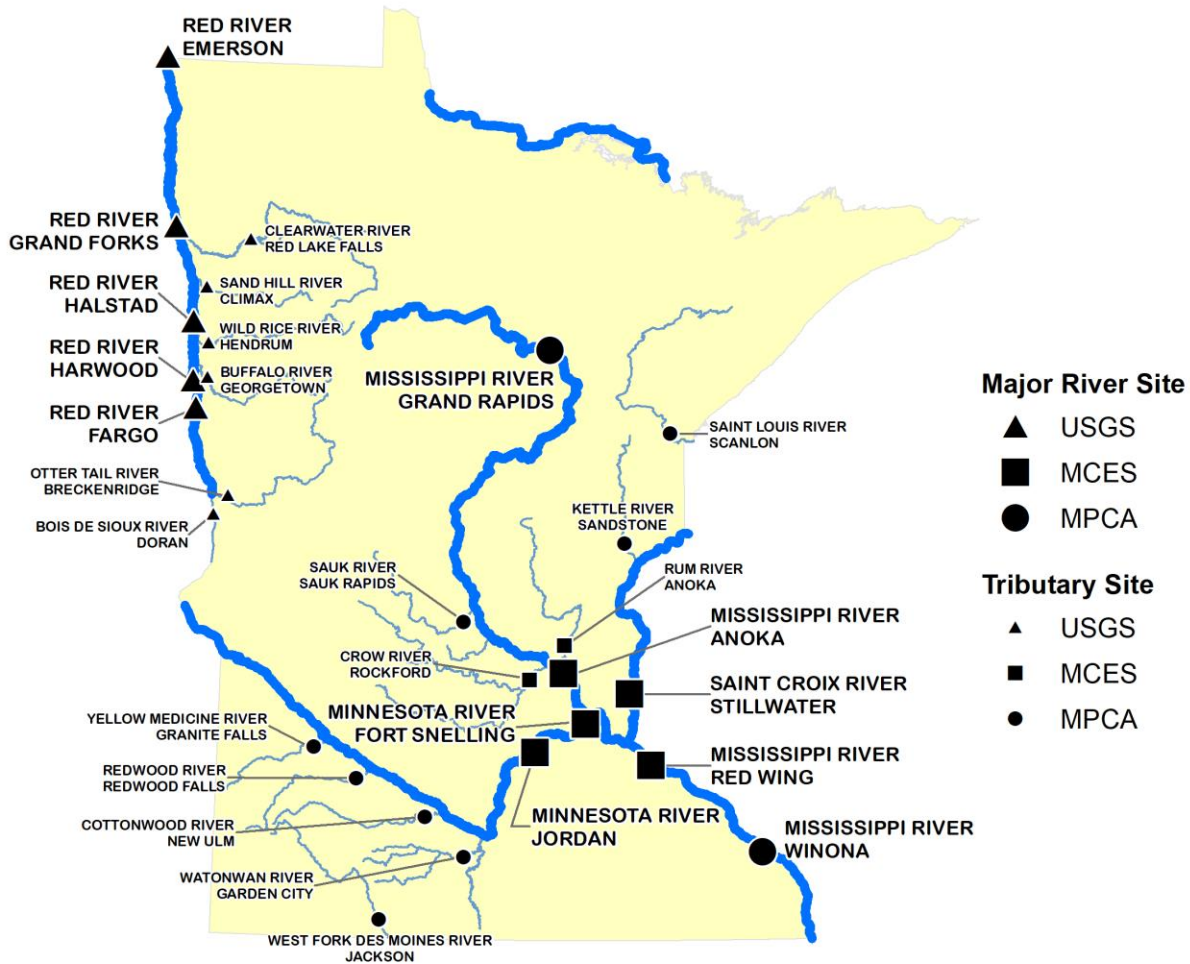 RED RIVER
EMERSON
RED RIVER
GRAND FORKS
CLEARWATER RIVER
RED LAKE FALLS
RED RIVER
HALSTAD
SAND HILL RIVER
CLIMAX
WILD RICE RIVER
HENDRUM
RED RIVER
HARWOOD
BUFFALO RIVER
GEORGETOWN
RED RIVER
FARGO
MISSISSIPPI RIVER
GRAND RAPIDS
SAINT LOUIS RIVER
SCANLON
OTTER TAIL RIVER
BRECKENRIDGE
BOIS DE SIOUX RIVER
DORAN
KETTLE RIVER
SANDSTONE
SAUK RIVER
SAUK RAPIDS
RUM RIVER
ANOKA
MISSISSIPPI RIVER
ANOKA
CROW RIVER
ROCKFORD
SAINT CROIX RIVER
STILLWATER
MINNESOTA RIVER
FORT SNELLING
YELLOW MEDICINE RIVER
GRANITE FALLS
MISSISSIPPI RIVER
RED WING
REDWOOD RIVER
REDWOOD FALLS
MINNESOTA RIVER
JORDAN
COTTONWOOD RIVER
NEW ULM
MISSISSIPPI RIVER
WINONA
WATONWAN RIVER
GARDEN CITY
WEST FORK DES MOINES RIVER
JACKSON
Major River Site
USGS
MCES
MPCA
Tributary Site
USGS
MCES
MPCA